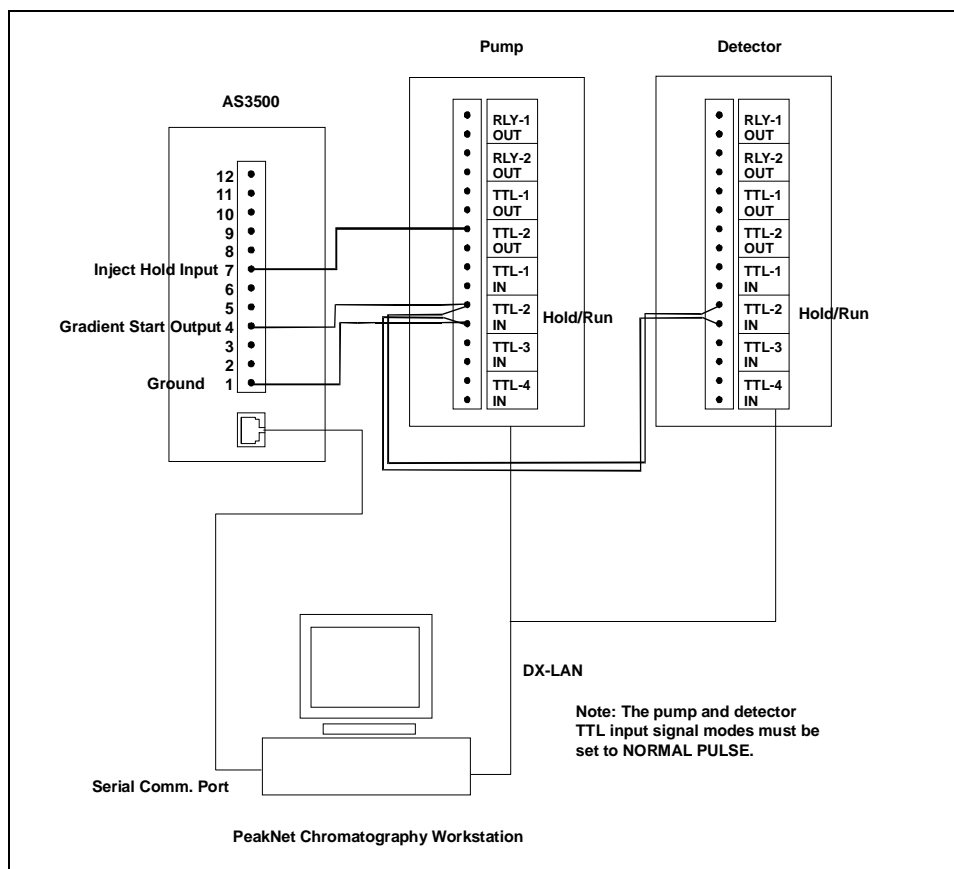 Pump
Detector
AS3500
12
11
10
9
8
Inject Hold Input 7
6
5
Gradient Start Output 4
3
2
Ground 1
RLY-1
OUT
RLY-2
OUT
TTL-1
OUT
TTL-2
OUT
TTL-1
IN
TTL-2
IN
Hold/Run
TTL-3
IN
TTL-4
IN
RLY-1
OUT
RLY-2
OUT
TTL-1
OUT
TTL-2
OUT
TTL-1
IN
TTL-2
IN
Hold/Run
TTL-3
IN
TTL-4
IN
DX-LAN
Note: The pump and detector
TTL input signal modes must be
set to NORMAL PULSE.
Serial Comm. Port
PeakNet Chromatography Workstation